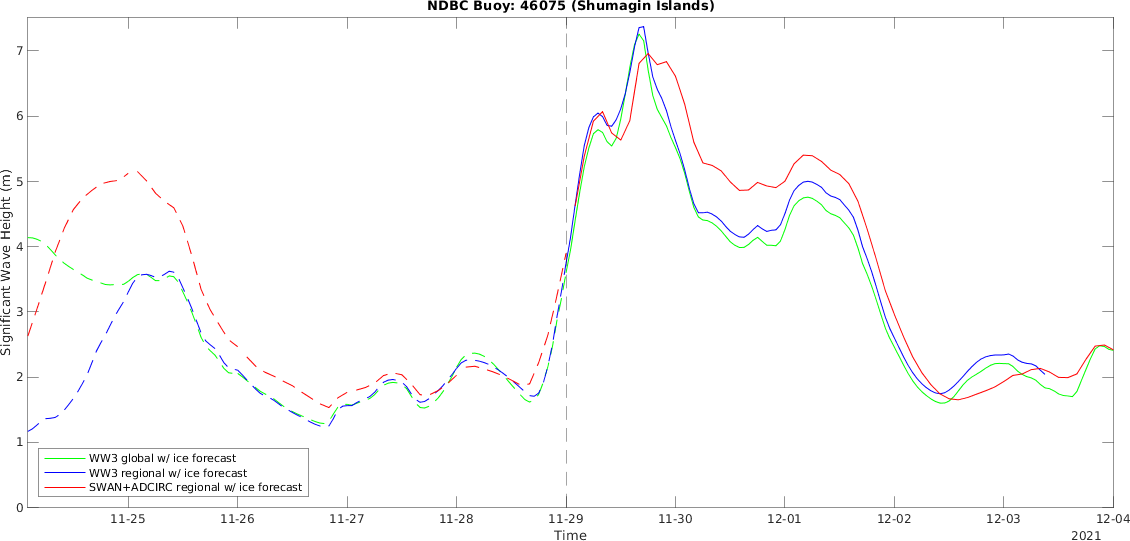 NDBC Buoy: 46075 (Shumagin Islands)
Significant Wave Height (m)
7
6
5
4
3
2
1
0
WW3 global w/ ice forecast
WW3 regional w/ ice forecast
SWAN+ADCIRC regional w/ ice forecast
11-25 11-26 11-27 11-28 11-29 11-30 12-01 12-02 12-03 12-04
Time
2021